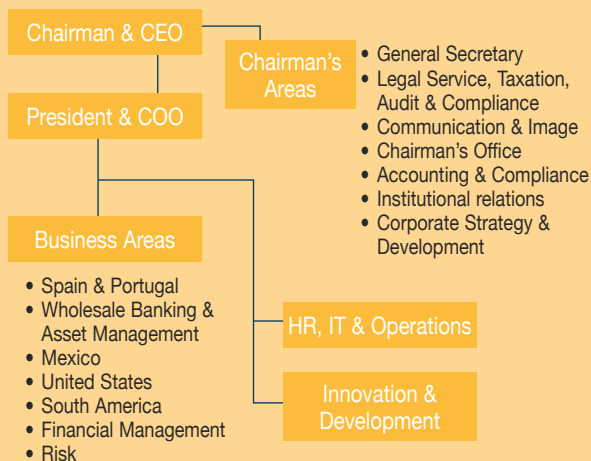 Chairman & CEO
Chairman's
Areas
• General Secretary
• Legal Service, Taxation,
Audit & Compliance
• Communication & Image
• Chairman's Office
• Accounting & Compliance
• Institutional relations
• Corporate Strategy &
Development
President & COO
Business Areas
• Spain & Portugal
• Wholesale Banking &
Asset Management
• Mexico
• United States
• South America
• Financial Management
• Risk
HR, IT & Operations
Innovation &
Development